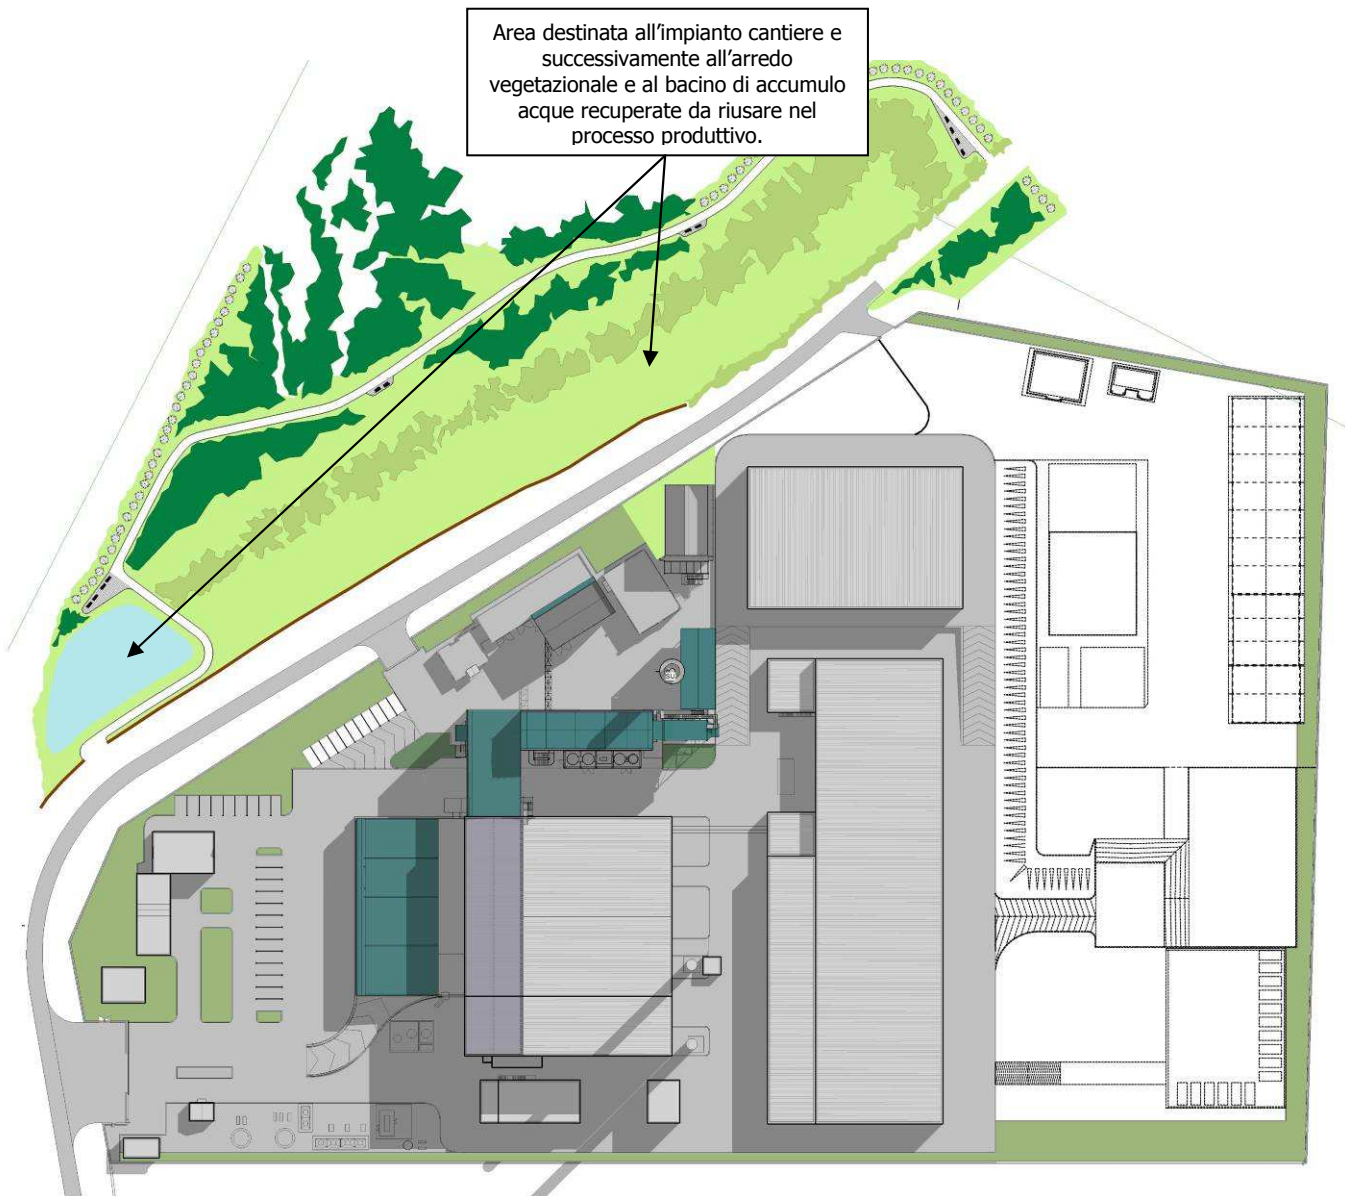 Area destinata all'impianto cantiere e
successivamente all'arredo
vegetazionale e al bacino di accumulo
acque recuperate da riusare nel
processo produttivo.